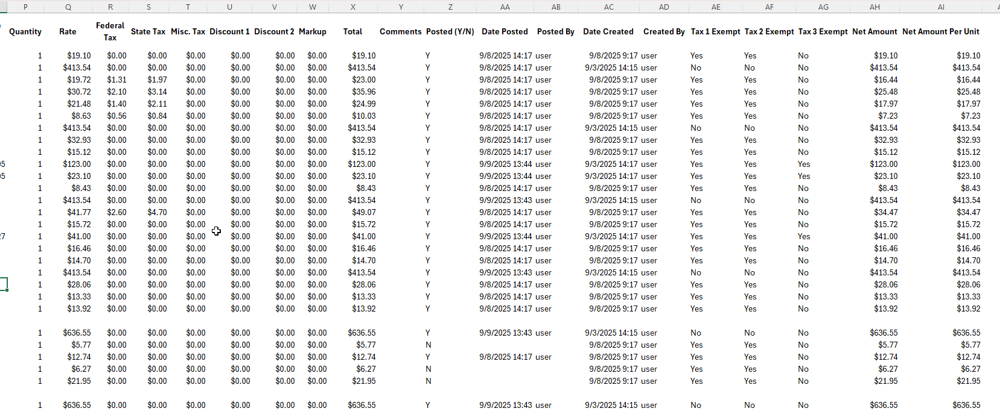 P Q R S T U V W X Y Z AA AB AC AD AE AF AG AH AI
Quantity Rate Federal Tax State Tax Misc. Tax Discount 1 Discount 2 Markup Total Comments Posted (Y/N) Date Posted Posted By Date Created Created By Tax 1 Exempt Tax 2 Exempt Tax 3 Exempt Net Amount Net Amount Per Unit
1 $19.10 $0.00 $0.00 $0.00 $0.00 $0.00 $0.00 $19.10 Y 9/8/2025 14:17 user 9/8/2025 9:17 user Yes Yes No $19.10 $19.10
1 $413.54 $0.00 $0.00 $0.00 $0.00 $0.00 $0.00 $413.54 Y 9/8/2025 14:17 user 9/3/2025 14:15 user No No No $413.54 $413.54
1 $19.72 $1.31 $1.97 $0.00 $0.00 $0.00 $0.00 $23.00 Y 9/8/2025 14:17 user 9/8/2025 9:17 user Yes Yes No $16.44 $16.44
1 $30.72 $2.10 $3.14 $0.00 $0.00 $0.00 $0.00 $35.96 Y 9/8/2025 14:17 user 9/8/2025 9:17 user Yes Yes No $25.48 $25.48
1 $21.48 $1.40 $2.11 $0.00 $0.00 $0.00 $0.00 $24.99 Y 9/8/2025 14:17 user 9/8/2025 9:17 user Yes Yes No $17.97 $17.97
1 $8.63 $0.56 $0.84 $0.00 $0.00 $0.00 $0.00 $10.03 Y 9/8/2025 14:17 user 9/8/2025 9:17 user Yes Yes No $7.23 $7.23
1 $413.54 $0.00 $0.00 $0.00 $0.00 $0.00 $0.00 $413.54 Y 9/8/2025 14:17 user 9/3/2025 14:15 user No No No $413.54 $413.54
1 $32.93 $0.00 $0.00 $0.00 $0.00 $0.00 $0.00 $32.93 Y 9/8/2025 14:17 user 9/8/2025 9:17 user Yes Yes No $32.93 $32.93
1 $15.12 $0.00 $0.00 $0.00 $0.00 $0.00 $0.00 $15.12 Y 9/8/2025 14:17 user 9/8/2025 9:17 user Yes Yes No $15.12 $15.12
1 $123.00 $0.00 $0.00 $0.00 $0.00 $0.00 $0.00 $123.00 Y 9/9/2025 13:44 user 9/3/2025 14:17 user Yes Yes Yes $123.00 $123.00
1 $23.10 $0.00 $0.00 $0.00 $0.00 $0.00 $0.00 $23.10 Y 9/9/2025 13:44 user 9/3/2025 14:17 user Yes Yes Yes $23.10 $23.10
1 $8.43 $0.00 $0.00 $0.00 $0.00 $0.00 $0.00 $8.43 Y 9/8/2025 14:17 user 9/8/2025 9:17 user Yes Yes No $8.43 $8.43
1 $413.54 $0.00 $0.00 $0.00 $0.00 $0.00 $0.00 $413.54 Y 9/9/2025 13:43 user 9/3/2025 14:15 user No No No $413.54 $413.54
1 $41.77 $2.60 $4.70 $0.00 $0.00 $0.00 $0.00 $49.07 Y 9/8/2025 14:17 user 9/8/2025 9:17 user Yes Yes No $34.47 $34.47
1 $15.72 $0.00 $0.00 $0.00 $0.00 $0.00 $0.00 $15.72 Y 9/8/2025 14:17 user 9/8/2025 9:17 user Yes Yes No $15.72 $15.72
1 $41.00 $0.00 $0.00 $0.00 $0.00 $0.00 $0.00 $41.00 Y 9/9/2025 13:44 user 9/3/2025 14:17 user Yes Yes Yes $41.00 $41.00
1 $16.46 $0.00 $0.00 $0.00 $0.00 $0.00 $0.00 $16.46 Y 9/8/2025 14:17 user 9/8/2025 9:17 user Yes Yes No $16.46 $16.46
1 $14.70 $0.00 $0.00 $0.00 $0.00 $0.00 $0.00 $14.70 Y 9/8/2025 14:17 user 9/8/2025 9:17 user Yes Yes No $14.70 $14.70
1 $413.54 $0.00 $0.00 $0.00 $0.00 $0.00 $0.00 $413.54 Y 9/9/2025 13:43 user 9/3/2025 14:15 user No No No $413.54 $413.54
1 $28.06 $0.00 $0.00 $0.00 $0.00 $0.00 $0.00 $28.06 Y 9/8/2025 14:17 user 9/8/2025 9:17 user Yes Yes No $28.06 $28.06
1 $13.33 $0.00 $0.00 $0.00 $0.00 $0.00 $0.00 $13.33 Y 9/8/2025 14:17 user 9/8/2025 9:17 user Yes Yes No $13.33 $13.33
1 $13.92 $0.00 $0.00 $0.00 $0.00 $0.00 $0.00 $13.92 Y 9/8/2025 14:17 user 9/8/2025 9:17 user Yes Yes No $13.92 $13.92
1 $636.55 $0.00 $0.00 $0.00 $0.00 $0.00 $0.00 $636.55 Y 9/9/2025 13:43 user 9/3/2025 14:15 user No No No $636.55 $636.55
1 $5.77 $0.00 $0.00 $0.00 $0.00 $0.00 $0.00 $5.77 N 9/8/2025 9:17 user Yes Yes No $5.77 $5.77
1 $12.74 $0.00 $0.00 $0.00 $0.00 $0.00 $0.00 $12.74 Y 9/8/2025 14:17 user 9/8/2025 9:17 user Yes Yes No $12.74 $12.74
1 $6.27 $0.00 $0.00 $0.00 $0.00 $0.00 $0.00 $6.27 N 9/8/2025 9:17 user Yes Yes No $6.27 $6.27
1 $21.95 $0.00 $0.00 $0.00 $0.00 $0.00 $0.00 $21.95 N 9/8/2025 9:17 user Yes Yes No $21.95 $21.95
1 $636.55 $0.00 $0.00 $0.00 $0.00 $0.00 $0.00 $636.55 Y 9/9/2025 13:43 user 9/3/2025 14:15 user No No No $636.55 $636.55